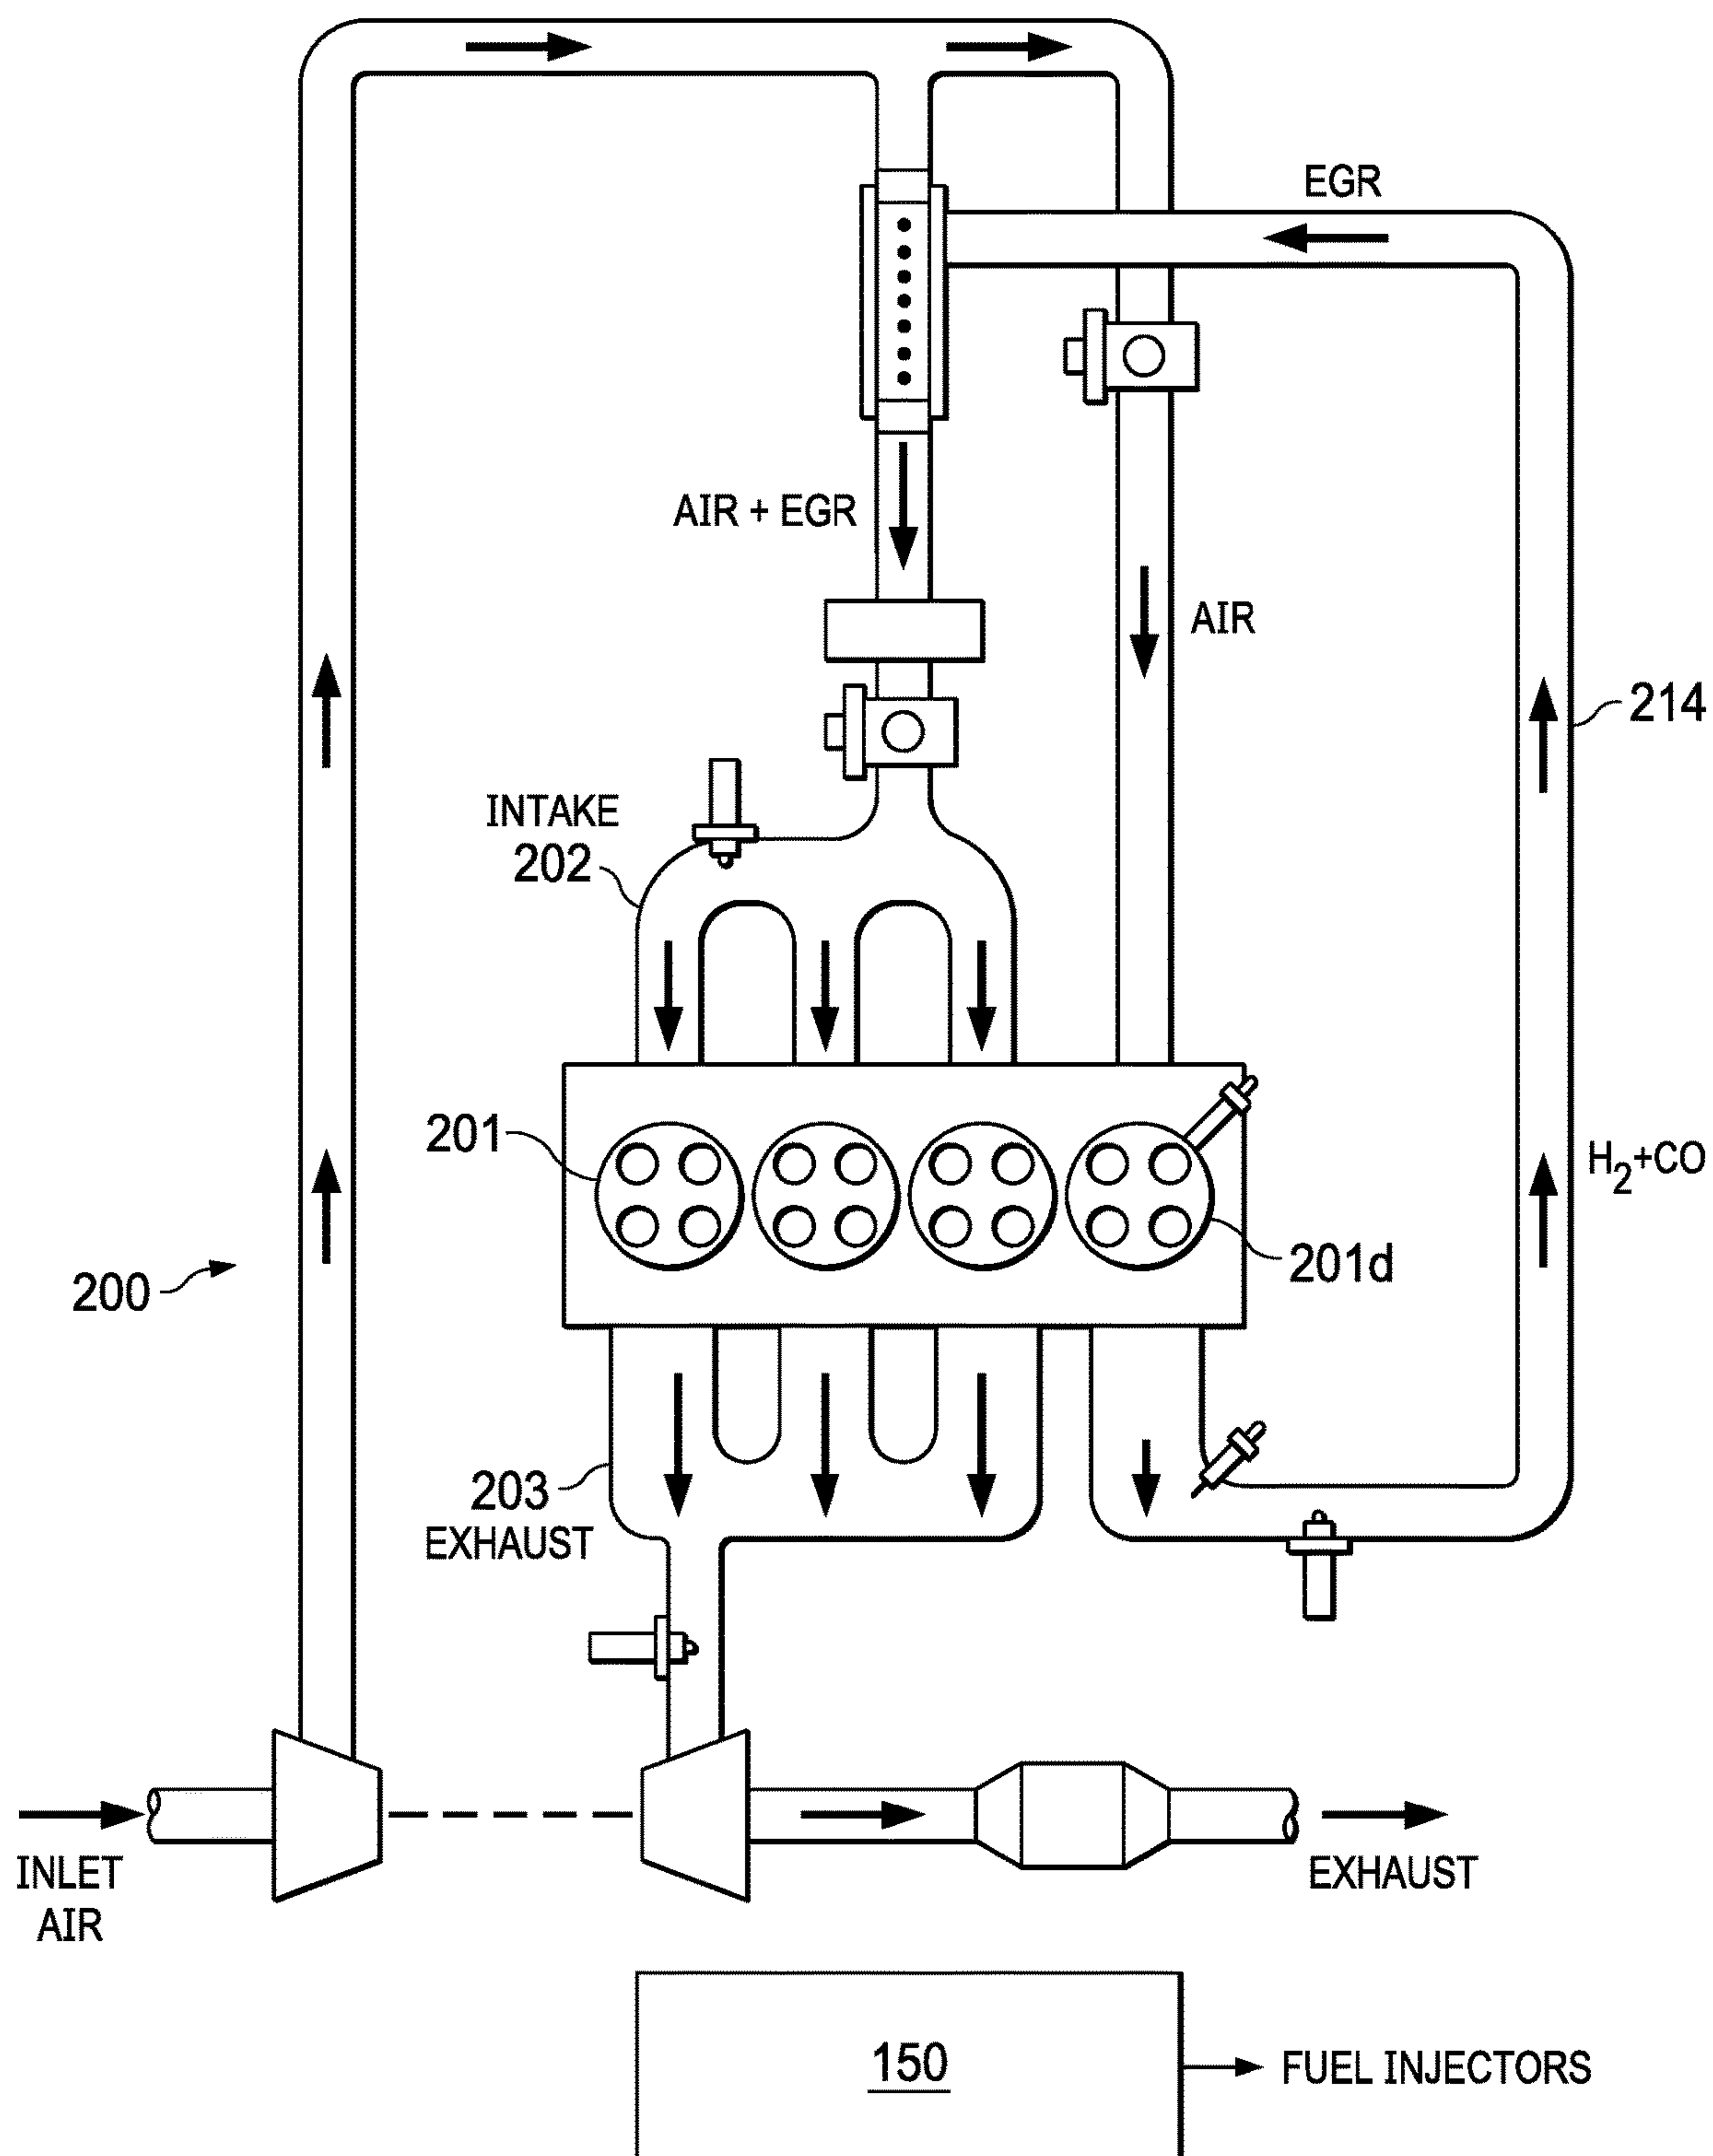 EGR
AIR + EGR
AIR
214
INTAKE
202
201
H2+CO
201d
200
203
EXHAUST
INLET
AIR
EXHAUST
150
FUEL INJECTORS